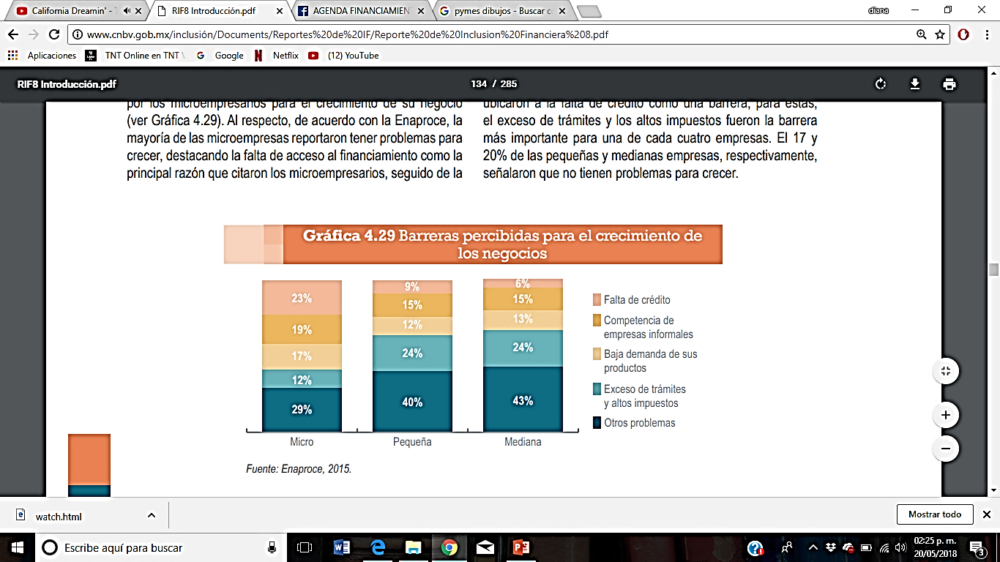 California Dreamin' - T
RIF8 Introducción.pdf
AGENDA FINANCIAMIEN
pymes dibujos - Buscar c
diana
www.cnbv.gob.mx/inclusión/Documents/Reportes%20de%20IF/Reporte%20de%20Inclusion%20Financiera%208.pdf
Aplicaciones
TNT Online en TNT
Google
Netflix
(12) YouTube
RIF8 Introducción.pdf
134 / 285
por los microempresarios para el crecimiento de su negocio
(ver Gráfica 4.29). Al respecto, de acuerdo con la Enaproce, la
mayoría de las microempresas reportaron tener problemas para
crecer, destacando la falta de acceso al financiamiento como la
principal razón que citaron los microempresarios, seguido de la
ubicaron a la falta de crédito como una barrera, para éstas,
el exceso de trámites y los altos impuestos fueron la barrera
más importante para una de cada cuatro empresas. El 17 y
20% de las pequeñas y medianas empresas, respectivamente,
señalaron que no tienen problemas para crecer.
Gráfica 4.29 Barreras percibidas para el crecimiento de
los negocios
23%
19%
17%
12%
29%
Micro
9%
15%
12%
24%
40%
Pequeña
6%
15%
13%
24%
43%
Mediana
Falta de crédito
Competencia de
empresas informales
Baja demanda de sus
productos
Exceso de trámites
y altos impuestos
Otros problemas
Fuente: Enaproce, 2015.
watch.html
Mostrar todo
Escribe aquí para buscar
02:25 p. m.
20/05/2018
3